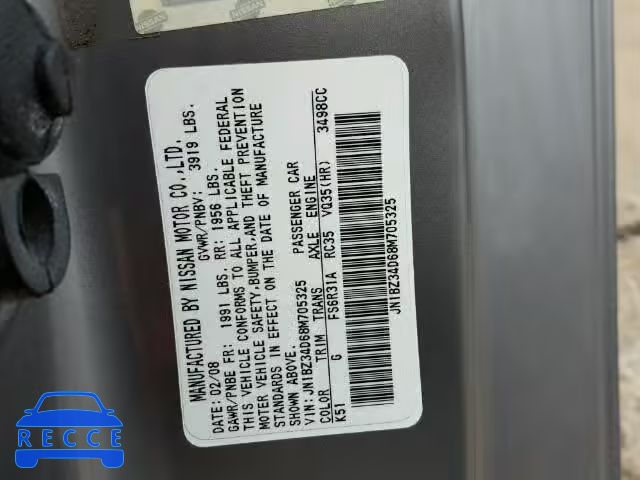 MANUFACTURED BY NISSAN MOTOR CO.,LTD.
DATE: 02/08 GVWR/PNBV: 3919 LBS.
GAWR/PNBE FR: 1991 LBS. RR: 1956 LBS.
THIS VEHICLE CONFORMS TO ALL APPLICABLE FEDERAL
MOTOR VEHICLE SAFETY,BUMPER,AND THEFT PREVENTION
STANDARDS IN EFFECT ON THE DATE OF MANUFACTURE
SHOWN ABOVE.
VIN:JN1BZ34D68M705325 PASSENGER CAR
COLOR TRIM TRANS AXLE ENGINE
K51 G FS6R31A RC35 VQ35(HR) 3498CC
JN1BZ34D68M705325
RECCE